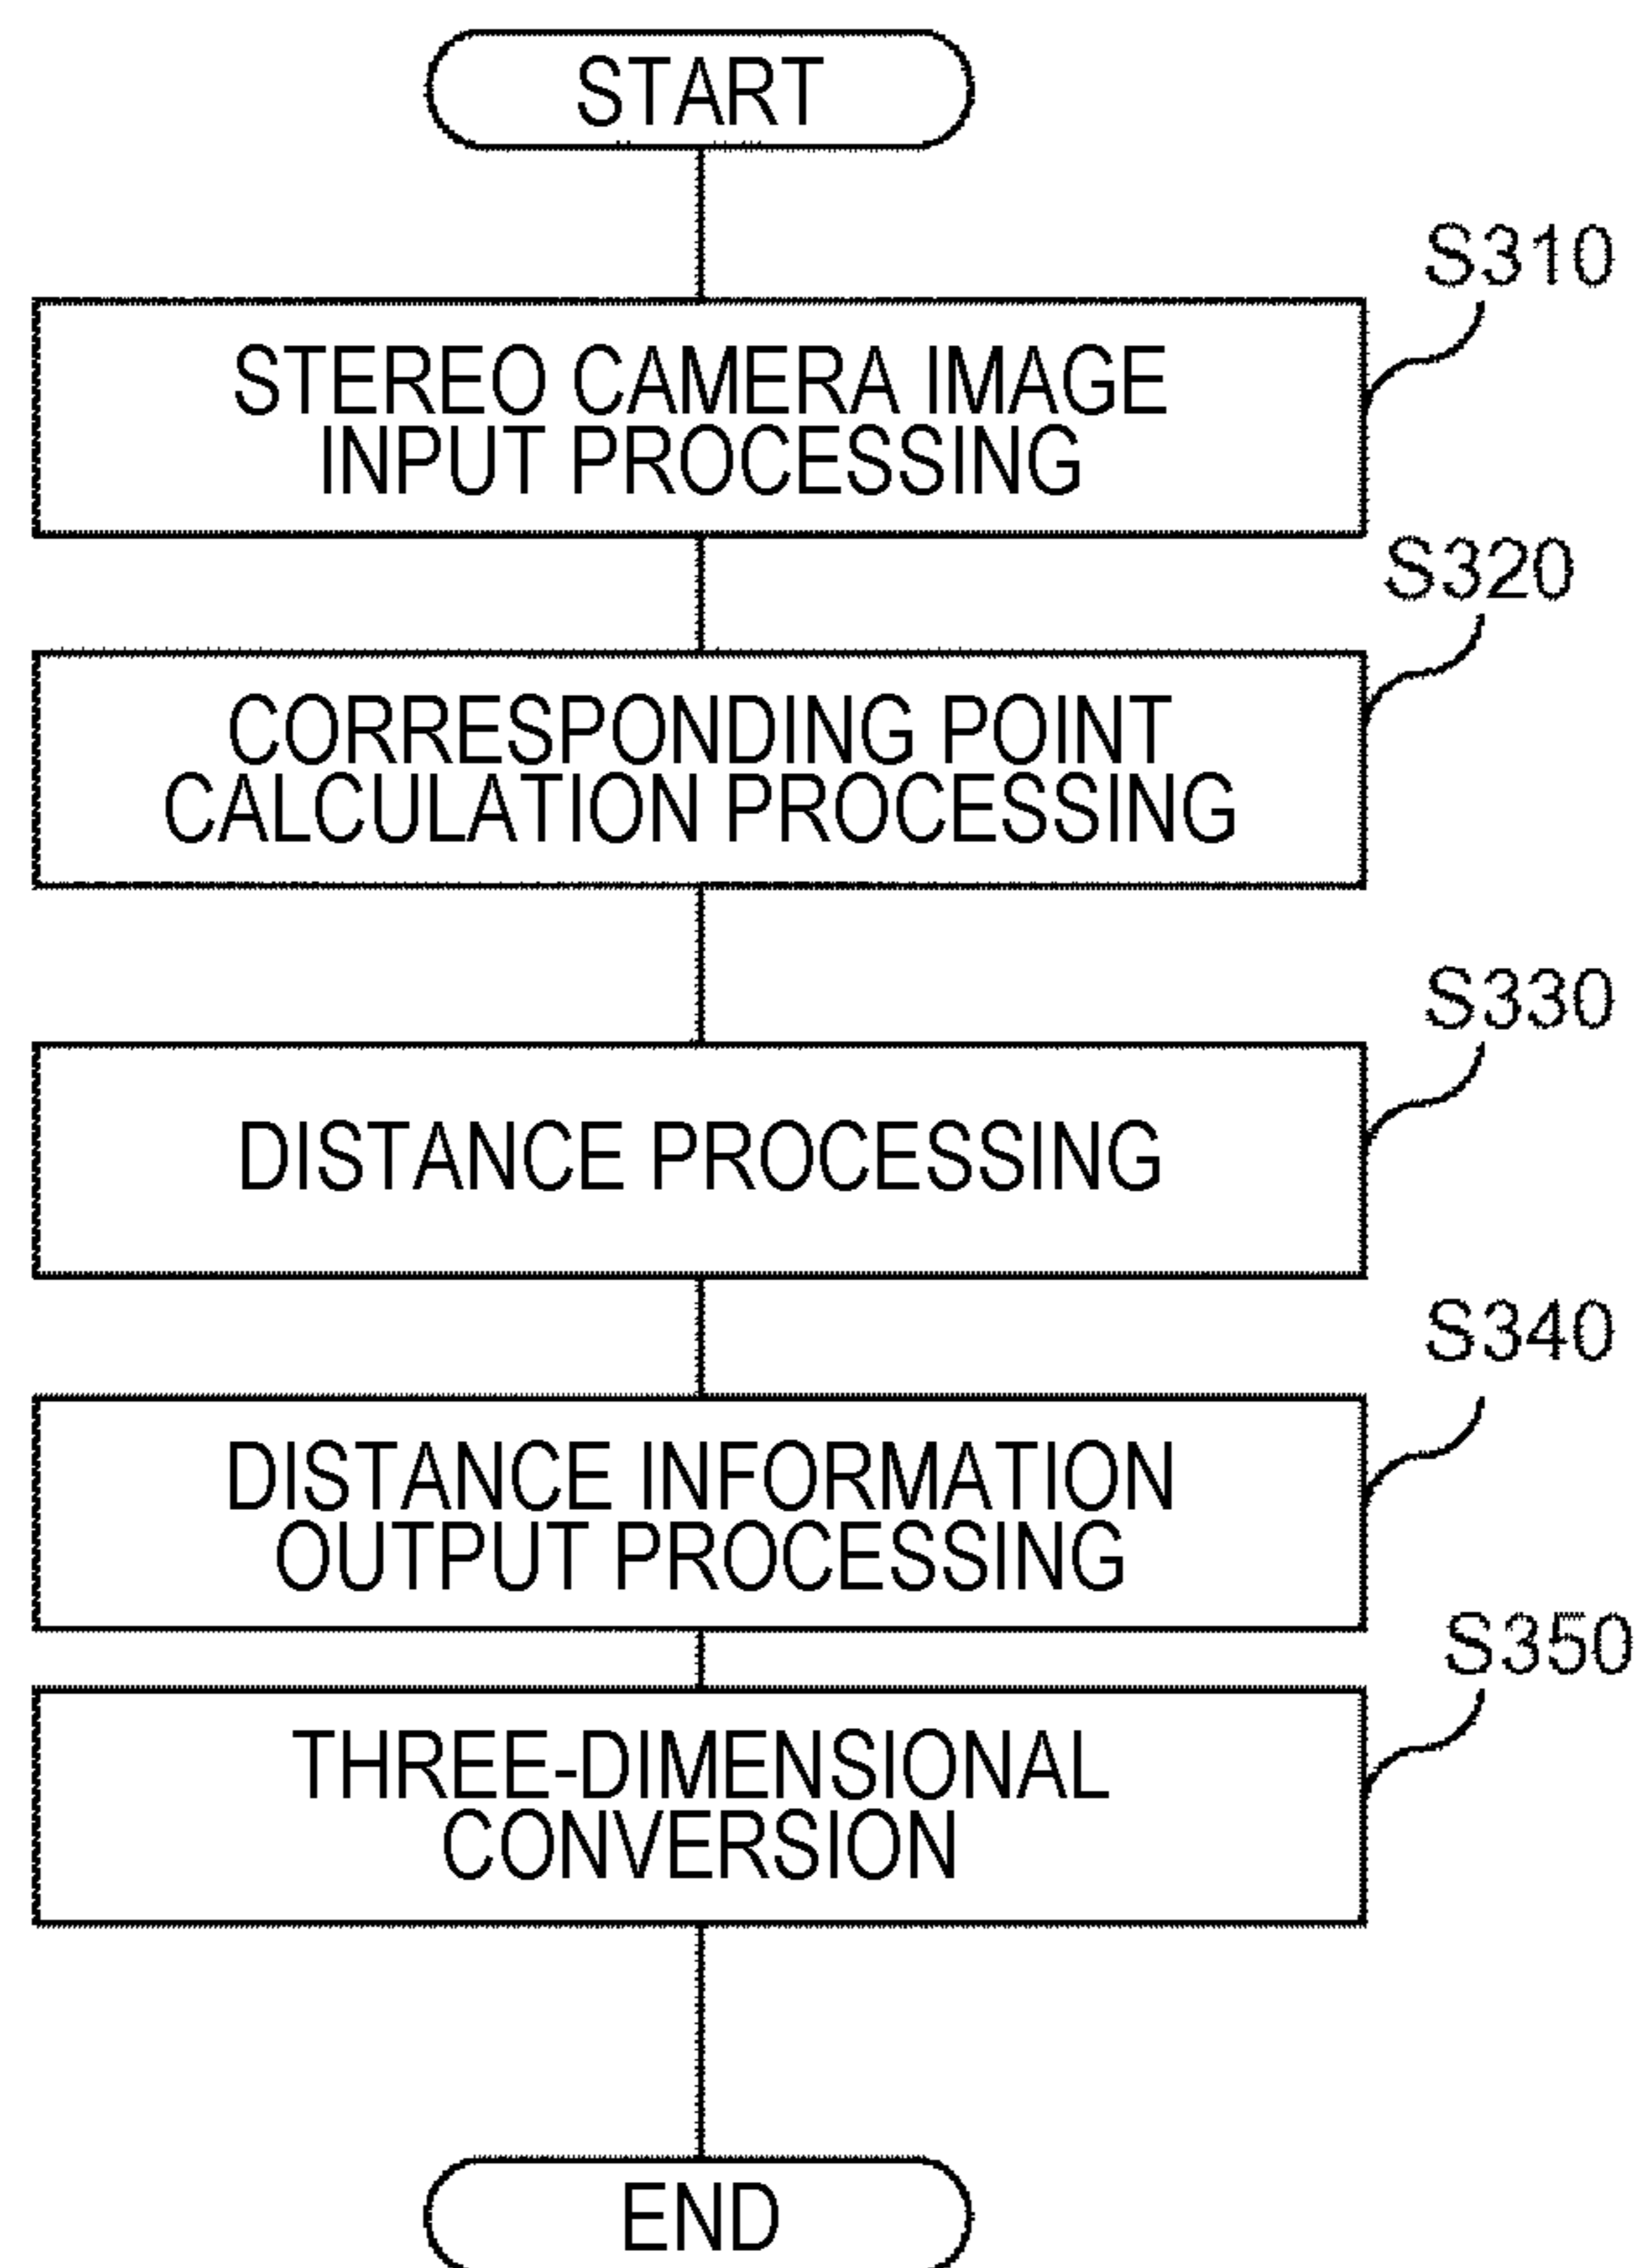 START
S310
STEREO CAMERA IMAGE
INPUT PROCESSING
S320
CORRESPONDING POINT
CALCULATION PROCESSING
S330
DISTANCE PROCESSING
S340
DISTANCE INFORMATION
OUTPUT PROCESSING
S350
THREE-DIMENSIONAL
CONVERSION
END